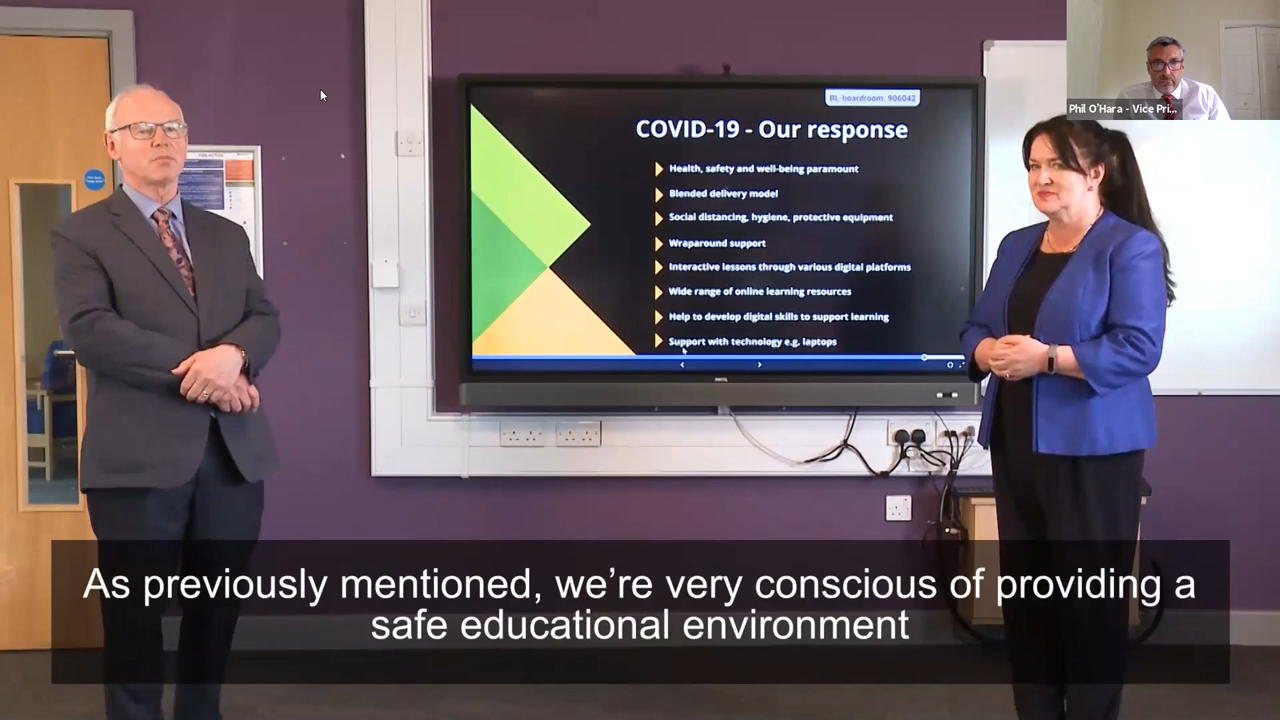 Phil O'Hara - Vice Pri...
BL-boardroom: 906042
COVID-19 - Our response
Health, safety and well-being paramount
Blended delivery model
Social distancing, hygiene, protective equipment
Wraparound support
Interactive lessons through various digital platforms
Wide range of online learning resources
Help to develop digital skills to support learning
Support with technology e.g. laptops
BenQ
FIRE ACTION
As previously mentioned, we’re very conscious of providing a
safe educational environment